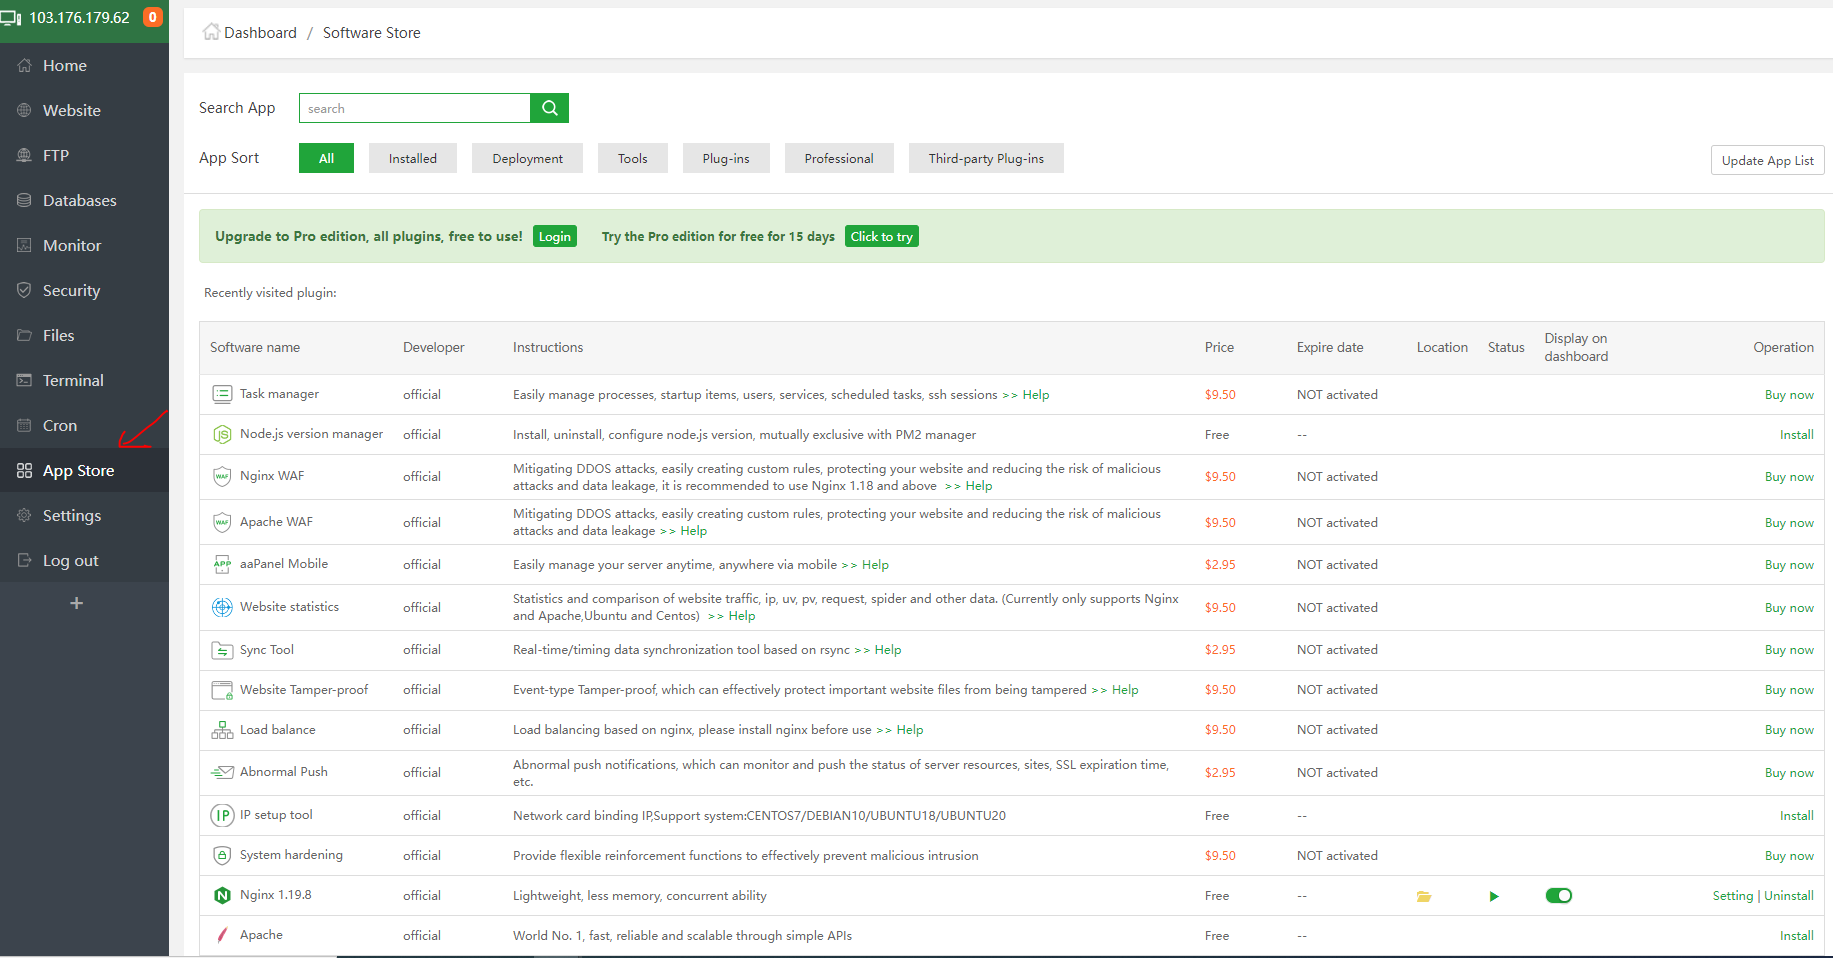 103.176.179.62 0
Home
Website
FTP
Databases
Monitor
Security
Files
Terminal
Cron
App Store
Settings
Log out
+
Dashboard / Software Store
Search App search
App Sort All Installed Deployment Tools Plug-ins Professional Third-party Plug-ins Update App List
Upgrade to Pro edition, all plugins, free to use! Login Try the Pro edition for free for 15 days Click to try
Recently visited plugin:
Software name Developer Instructions Price Expire date Location Status Display on dashboard Operation
Task manager official Easily manage processes, startup items, users, services, scheduled tasks, ssh sessions >> Help $9.50 NOT activated Buy now
JS Node.js version manager official Install, uninstall, configure node.js version, mutually exclusive with PM2 manager Free -- Install
WAF Nginx WAF official Mitigating DDOS attacks, easily creating custom rules, protecting your website and reducing the risk of malicious
attacks and data leakage, it is recommended to use Nginx 1.18 and above >> Help $9.50 NOT activated Buy now
WAF Apache WAF official Mitigating DDOS attacks, easily creating custom rules, protecting your website and reducing the risk of malicious
attacks and data leakage >> Help $9.50 NOT activated Buy now
APP aaPanel Mobile official Easily manage your server anytime, anywhere via mobile >> Help $2.95 NOT activated Buy now
Website statistics official Statistics and comparison of website traffic, ip, uv, pv, request, spider and other data. (Currently only supports Nginx
and Apache,Ubuntu and Centos) >> Help $9.50 NOT activated Buy now
Sync Tool official Real-time/timing data synchronization tool based on rsync >> Help $2.95 NOT activated Buy now
Website Tamper-proof official Event-type Tamper-proof, which can effectively protect important website files from being tampered >> Help $9.50 NOT activated Buy now
Load balance official Load balancing based on nginx, please install nginx before use >> Help $9.50 NOT activated Buy now
Abnormal Push official Abnormal push notifications, which can monitor and push the status of server resources, sites, SSL expiration time,
etc. $2.95 NOT activated Buy now
IP IP setup tool official Network card binding IP,Support system:CENTOS7/DEBIAN10/UBUNTU18/UBUNTU20 Free -- Install
System hardening official Provide flexible reinforcement functions to effectively prevent malicious intrusion $9.50 NOT activated Buy now
N Nginx 1.19.8 official Lightweight, less memory, concurrent ability Free -- Setting | Uninstall
Apache official World No. 1, fast, reliable and scalable through simple APIs Free -- Install